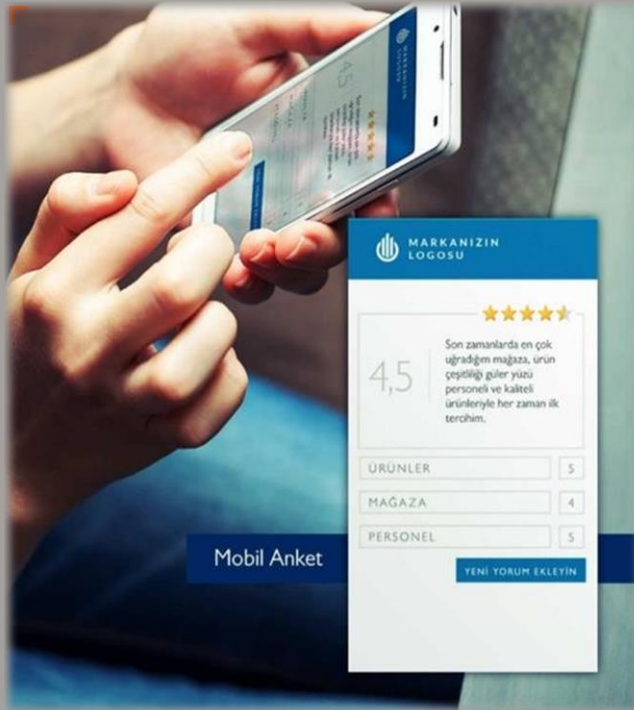 MARKANIZIN
LOGOSU
4,5
Son zamanlarda en çok
uğradığım mağaza, ürün
çeşitliliği güler yüzü
personeli ve kaliteli
ürünleriyle her zaman ilk
tercihim.
ÜRÜNLER 5
MAĞAZA 4
PERSONEL 5
YENİ YORUM EKLEYİN
Mobil Anket